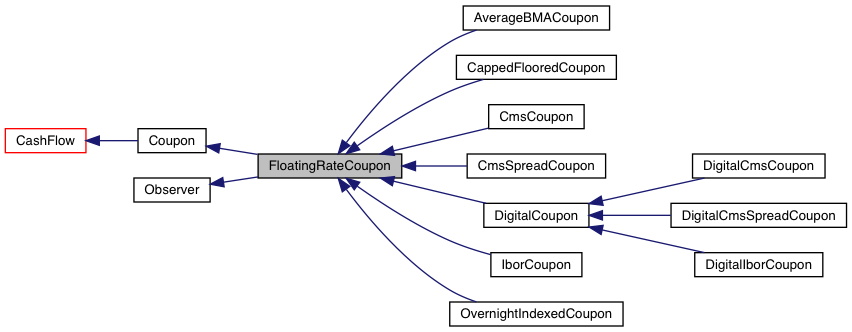 AverageBMACoupon
CappedFlooredCoupon
CmsCoupon
CashFlow
Coupon
FloatingRateCoupon
CmsSpreadCoupon
DigitalCmsCoupon
Observer
DigitalCoupon
DigitalCmsSpreadCoupon
IborCoupon
DigitalIborCoupon
OvernightIndexedCoupon